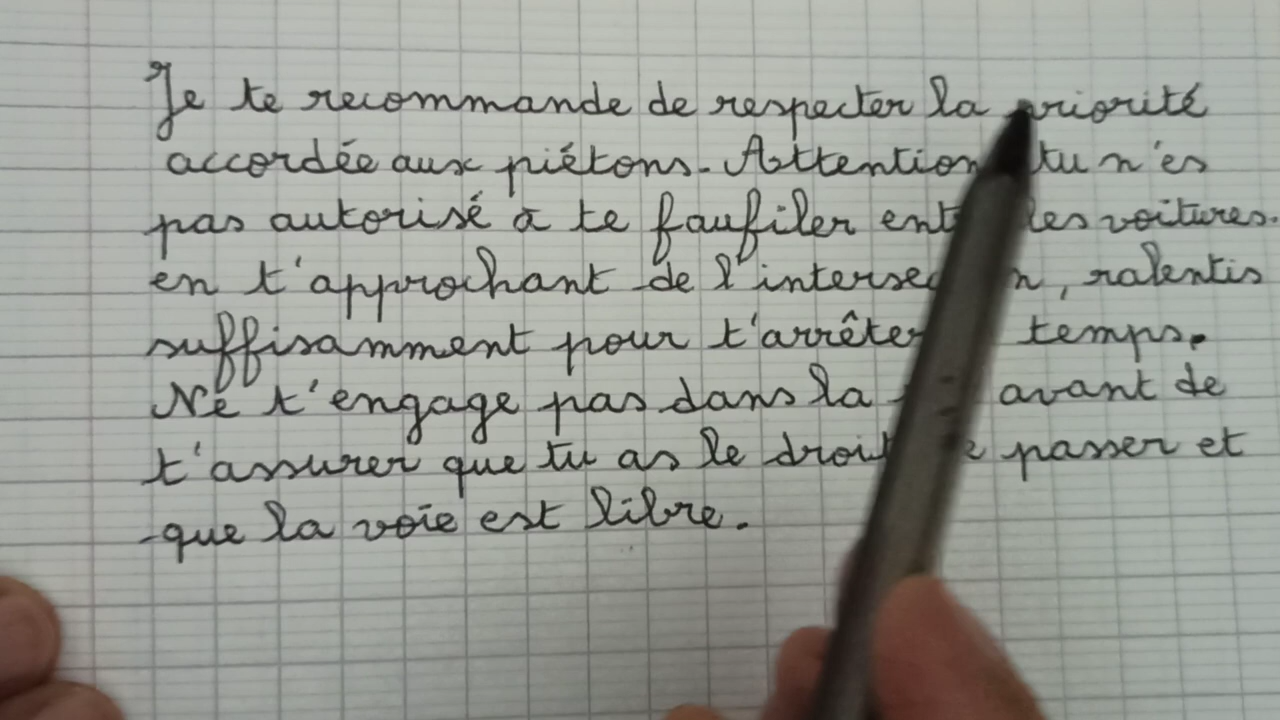 Je te recommande de respecter la priorité
accordée aux piétons. Attention tu n'es
pas autorisé à te faufiler les voitures.
en t'approchant de l'intersection, ralentis
suffisamment pour t'arrêter temps.
Ne t'engage pas dans la avant de
t'assurer que tu as le droit passer et
que la voie est libre.